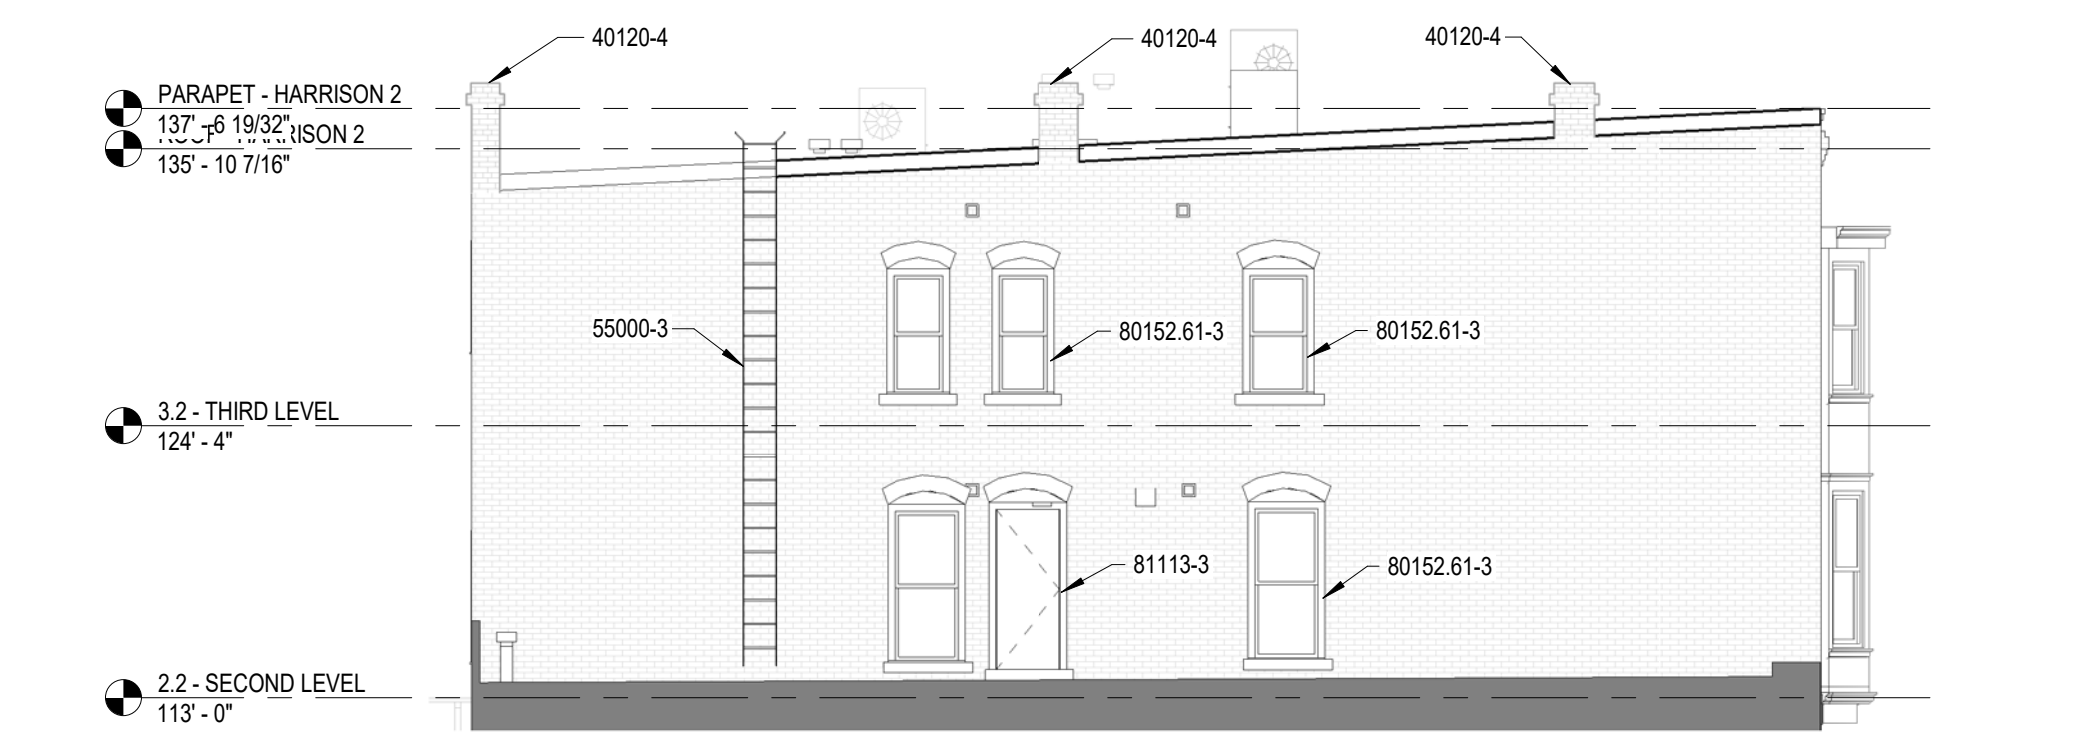 40120-4
40120-4
40120-4
PARAPET - HARRISON 2
137' - 6 19/32"
ROOF - HARRISON 2
135' - 10 7/16"
55000-3
80152.61-3
80152.61-3
3.2 - THIRD LEVEL
124' - 4"
81113-3
80152.61-3
2.2 - SECOND LEVEL
113' - 0"